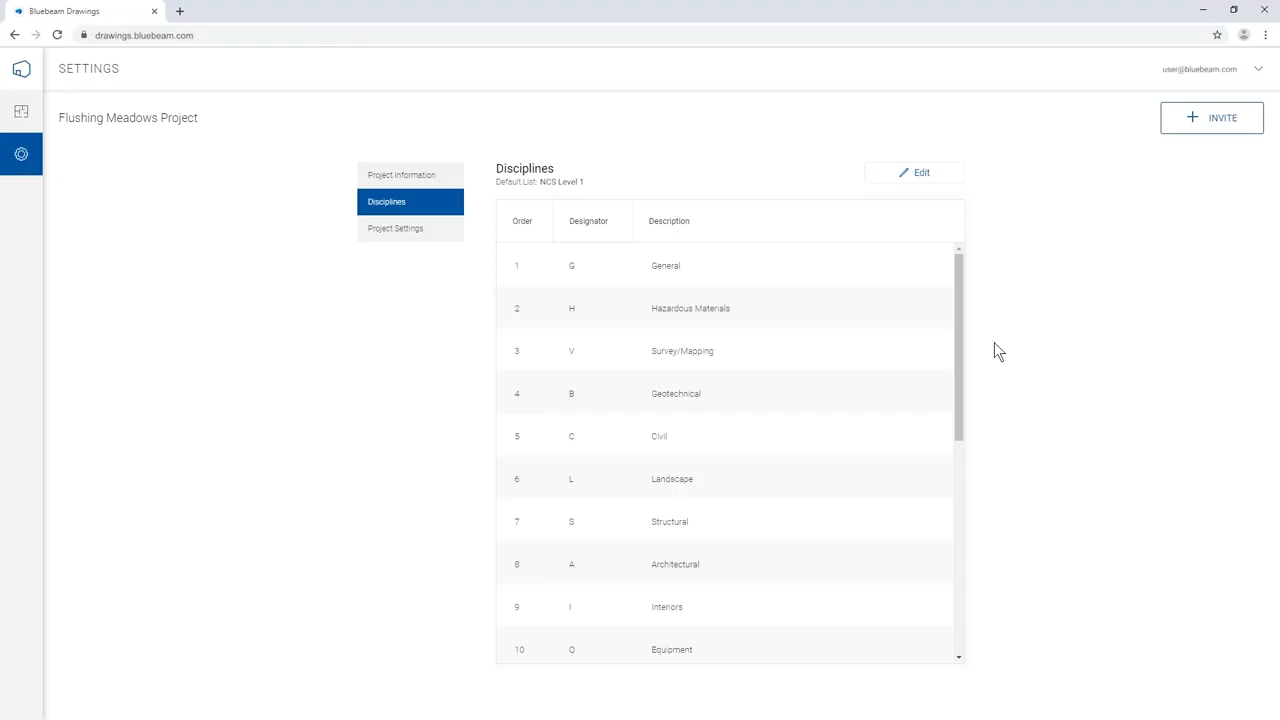 Bluebeam Drawings
drawings.bluebeam.com
SETTINGS
user@bluebeam.com
Flushing Meadows Project
INVITE
Project Information
Disciplines
Project Settings
Disciplines
Default List: NCS Level 1
Edit
Order Designator Description
1 G General
2 H Hazardous Materials
3 V Survey/Mapping
4 B Geotechnical
5 C Civil
6 L Landscape
7 S Structural
8 A Architectural
9 I Interiors
10 Q Equipment